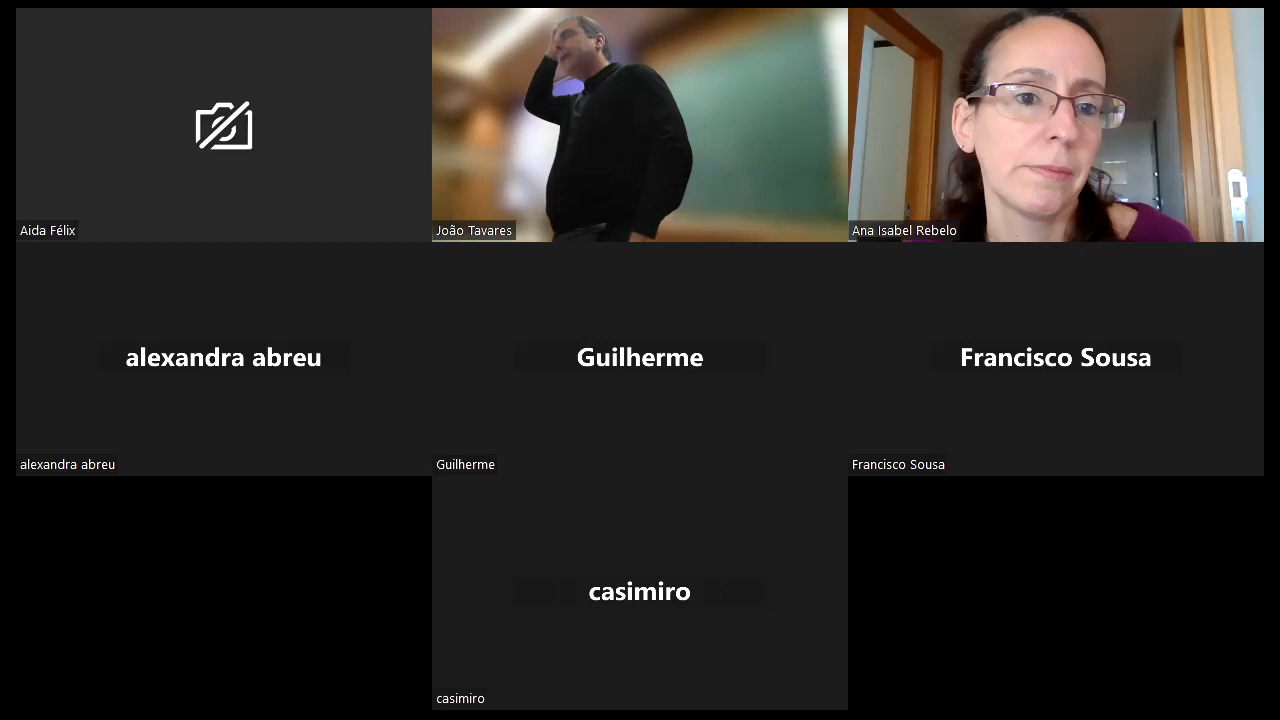 Aida Félix
João Tavares
Ana Isabel Rebelo
alexandra abreu
Guilherme
Francisco Sousa
alexandra abreu
Guilherme
Francisco Sousa
casimiro
casimiro